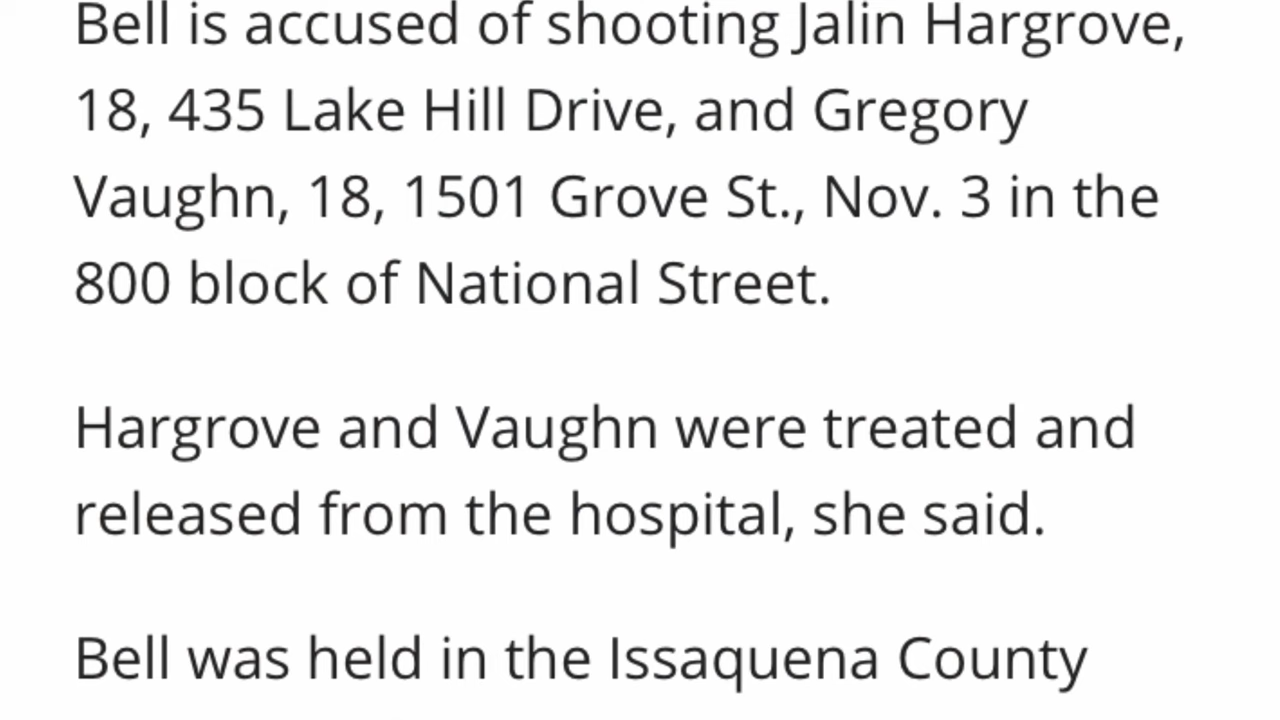 Bell is accused of shooting Jalin Hargrove,
18, 435 Lake Hill Drive, and Gregory
Vaughn, 18, 1501 Grove St., Nov. 3 in the
800 block of National Street.
Hargrove and Vaughn were treated and
released from the hospital, she said.
Bell was held in the Issaquena County